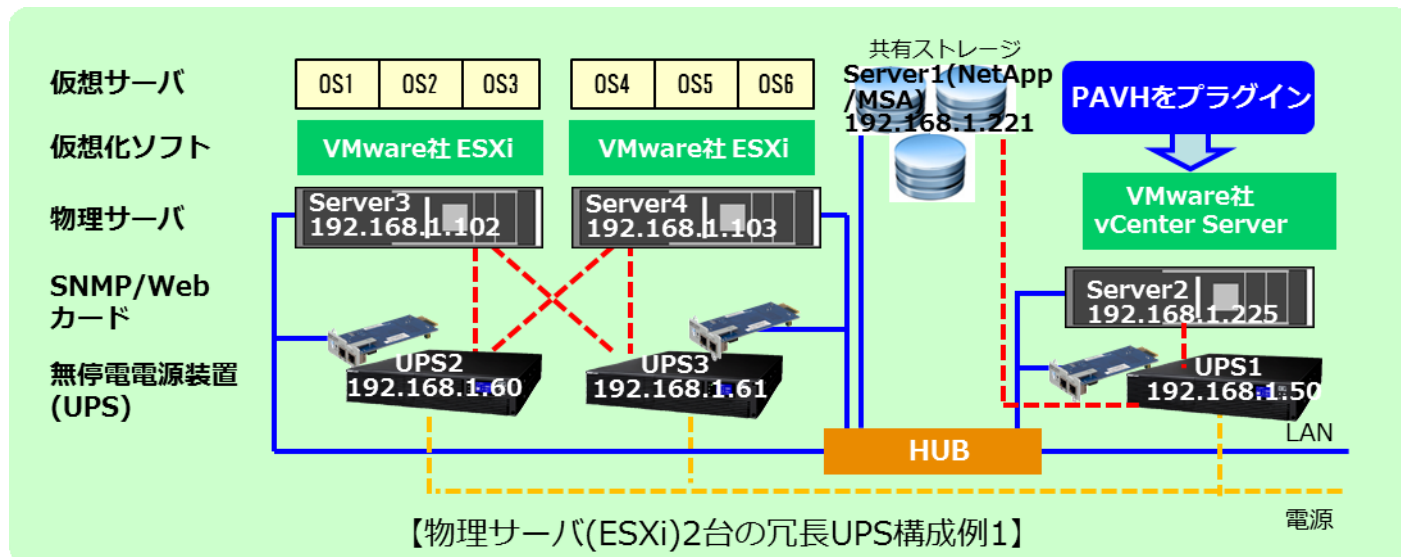 仮想サーバ
OS1 OS2 OS3
OS4 OS5 OS6
共有ストレージ
Server1(NetApp
/MSA)
192.168.1.221
PAVHをプラグイン
仮想化ソフト
VMware社 ESXi
VMware社 ESXi
VMware社
vCenter Server
物理サーバ
Server3
192.168.1.102
Server4
192.168.1.103
Server2
192.168.1.225
SNMP/Web
カード
無停電電源装置
(UPS)
UPS2
192.168.1.60
UPS3
192.168.1.61
UPS1
192.168.1.50
HUB
LAN
電源
【物理サーバ(ESXi)2台の冗長UPS構成例1】